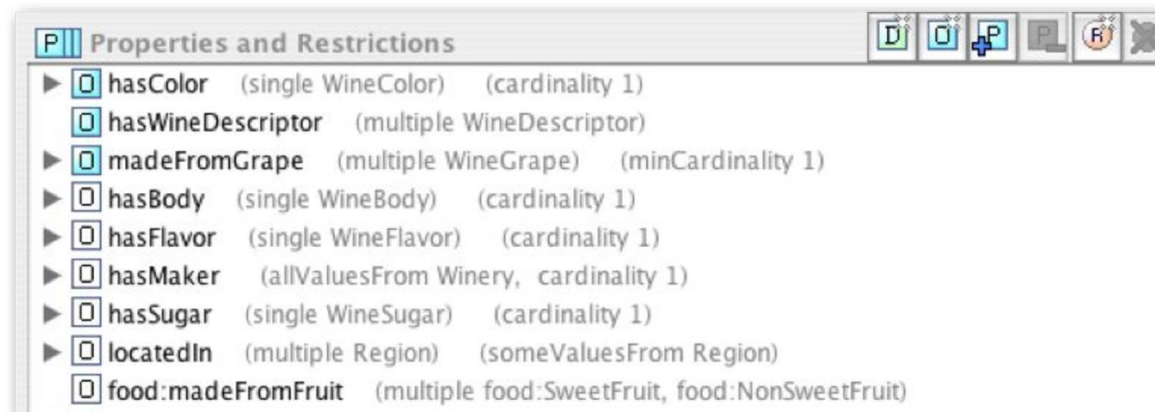 P Properties and Restrictions D O P P R
O hasColor (single WineColor) (cardinality 1)
O hasWineDescriptor (multiple WineDescriptor)
O madeFromGrape (multiple WineGrape) (minCardinality 1)
O hasBody (single WineBody) (cardinality 1)
O hasFlavor (single WineFlavor) (cardinality 1)
O hasMaker (allValuesFrom Winery, cardinality 1)
O hasSugar (single WineSugar) (cardinality 1)
O locatedIn (multiple Region) (someValuesFrom Region)
O food:madeFromFruit (multiple food:SweetFruit, food:NonSweetFruit)